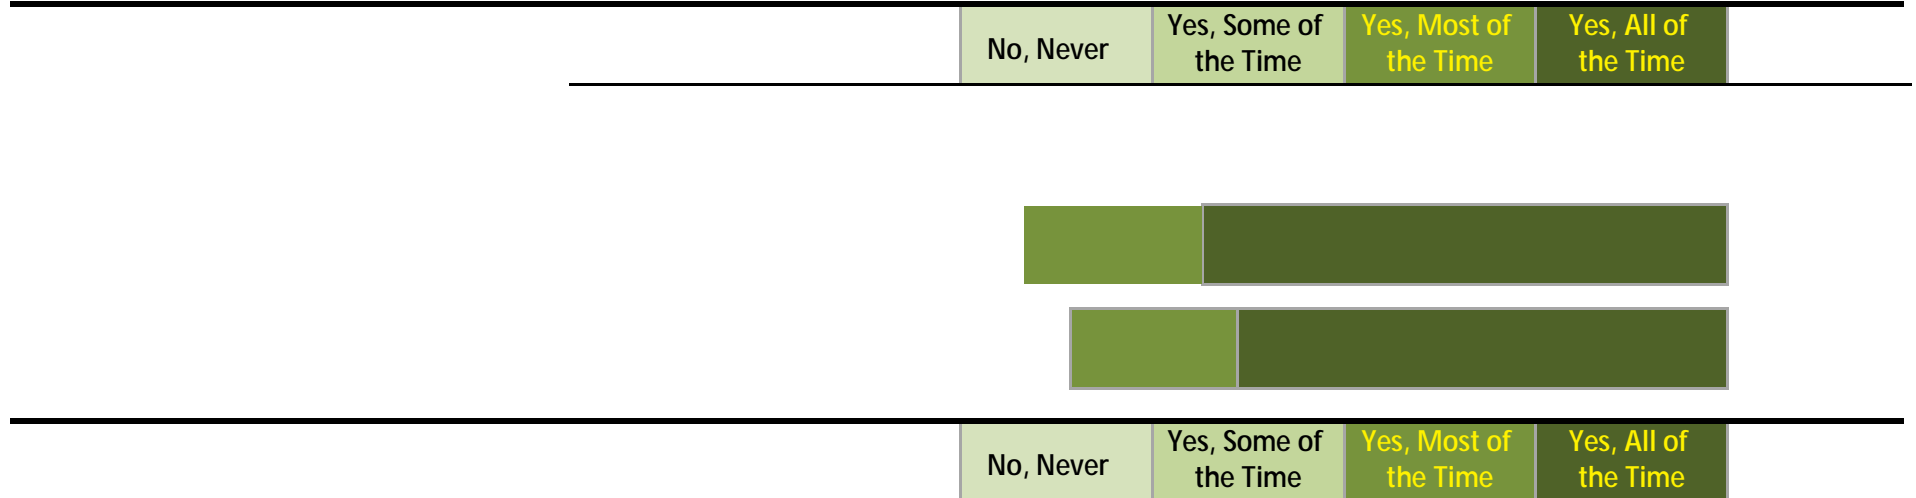 No, Never
Yes, Some of
the Time
Yes, Most of
the Time
Yes, All of
the Time
No, Never
Yes, Some of
the Time
Yes, Most of
the Time
Yes, All of
the Time